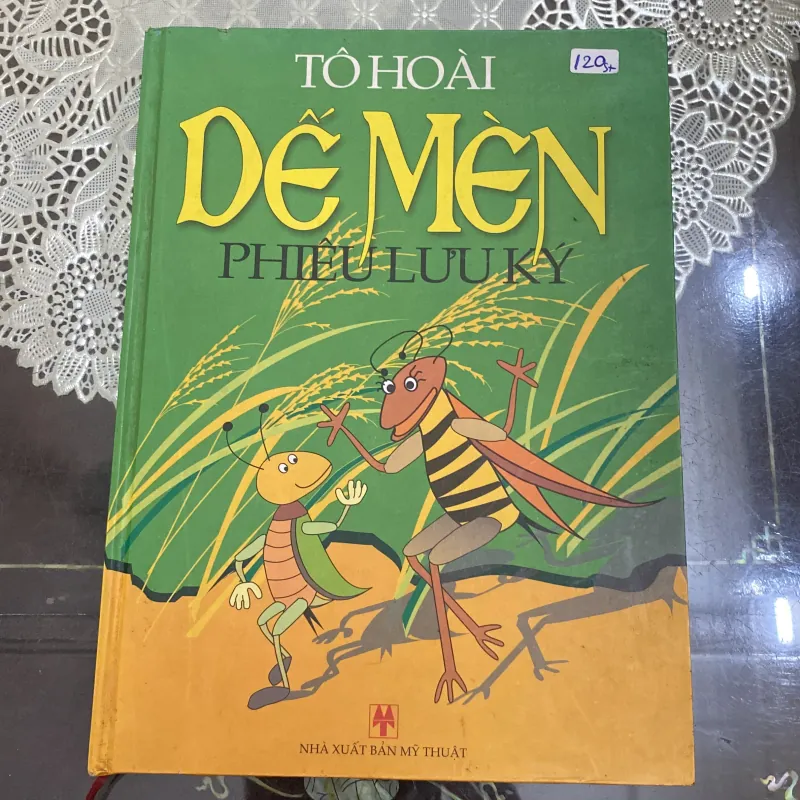 TÔ HOÀI
120
DẾ MÈN
PHIÊU LƯU KÝ
NHÀ XUẤT BẢN MỸ THUẬT